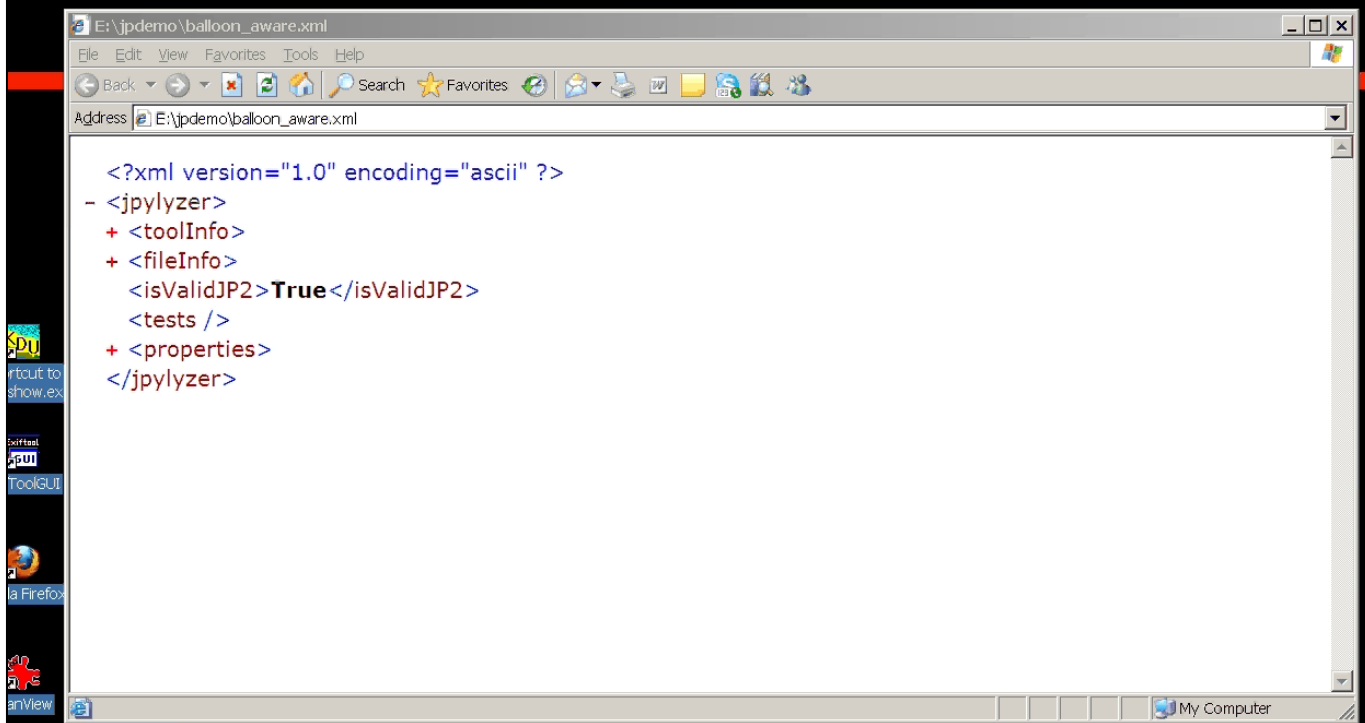 E:\jpdemo\balloon_aware.xml
File Edit View Favorites Tools Help
Back Search Favorites
Address E:\jpdemo\balloon_aware.xml
<?xml version="1.0" encoding="ascii" ?>
- <jpylyzer>
+ <toolInfo>
+ <fileInfo>
<isValidJP2>True</isValidJP2>
<tests />
+ <properties>
</jpylyzer>
rtcut to
show.ex
Exiftool
GUI
ToolGUI
la Firefox
anView
My Computer